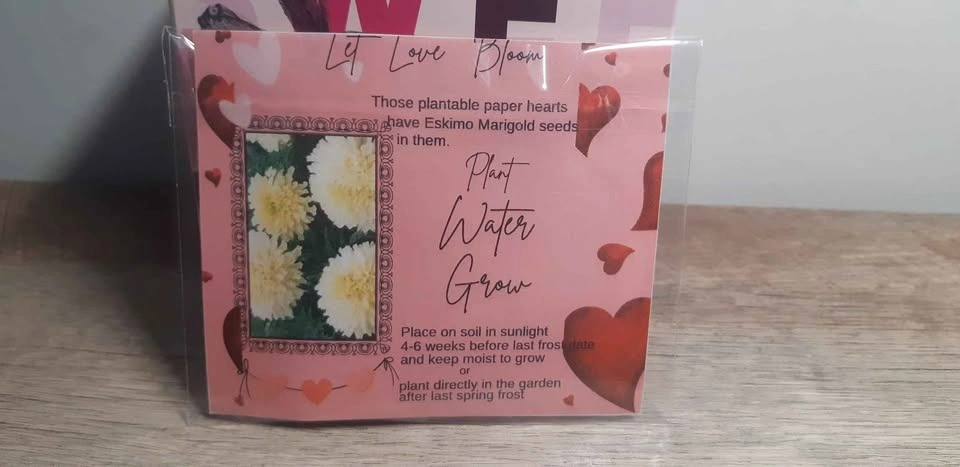 WE
Let Love Bloom
Those plantable paper hearts
have Eskimo Marigold seeds
in them.
Plant
Water
Grow
Place on soil in sunlight
4-6 weeks before last frost date
and keep moist to grow
or
plant directly in the garden
after last spring frost